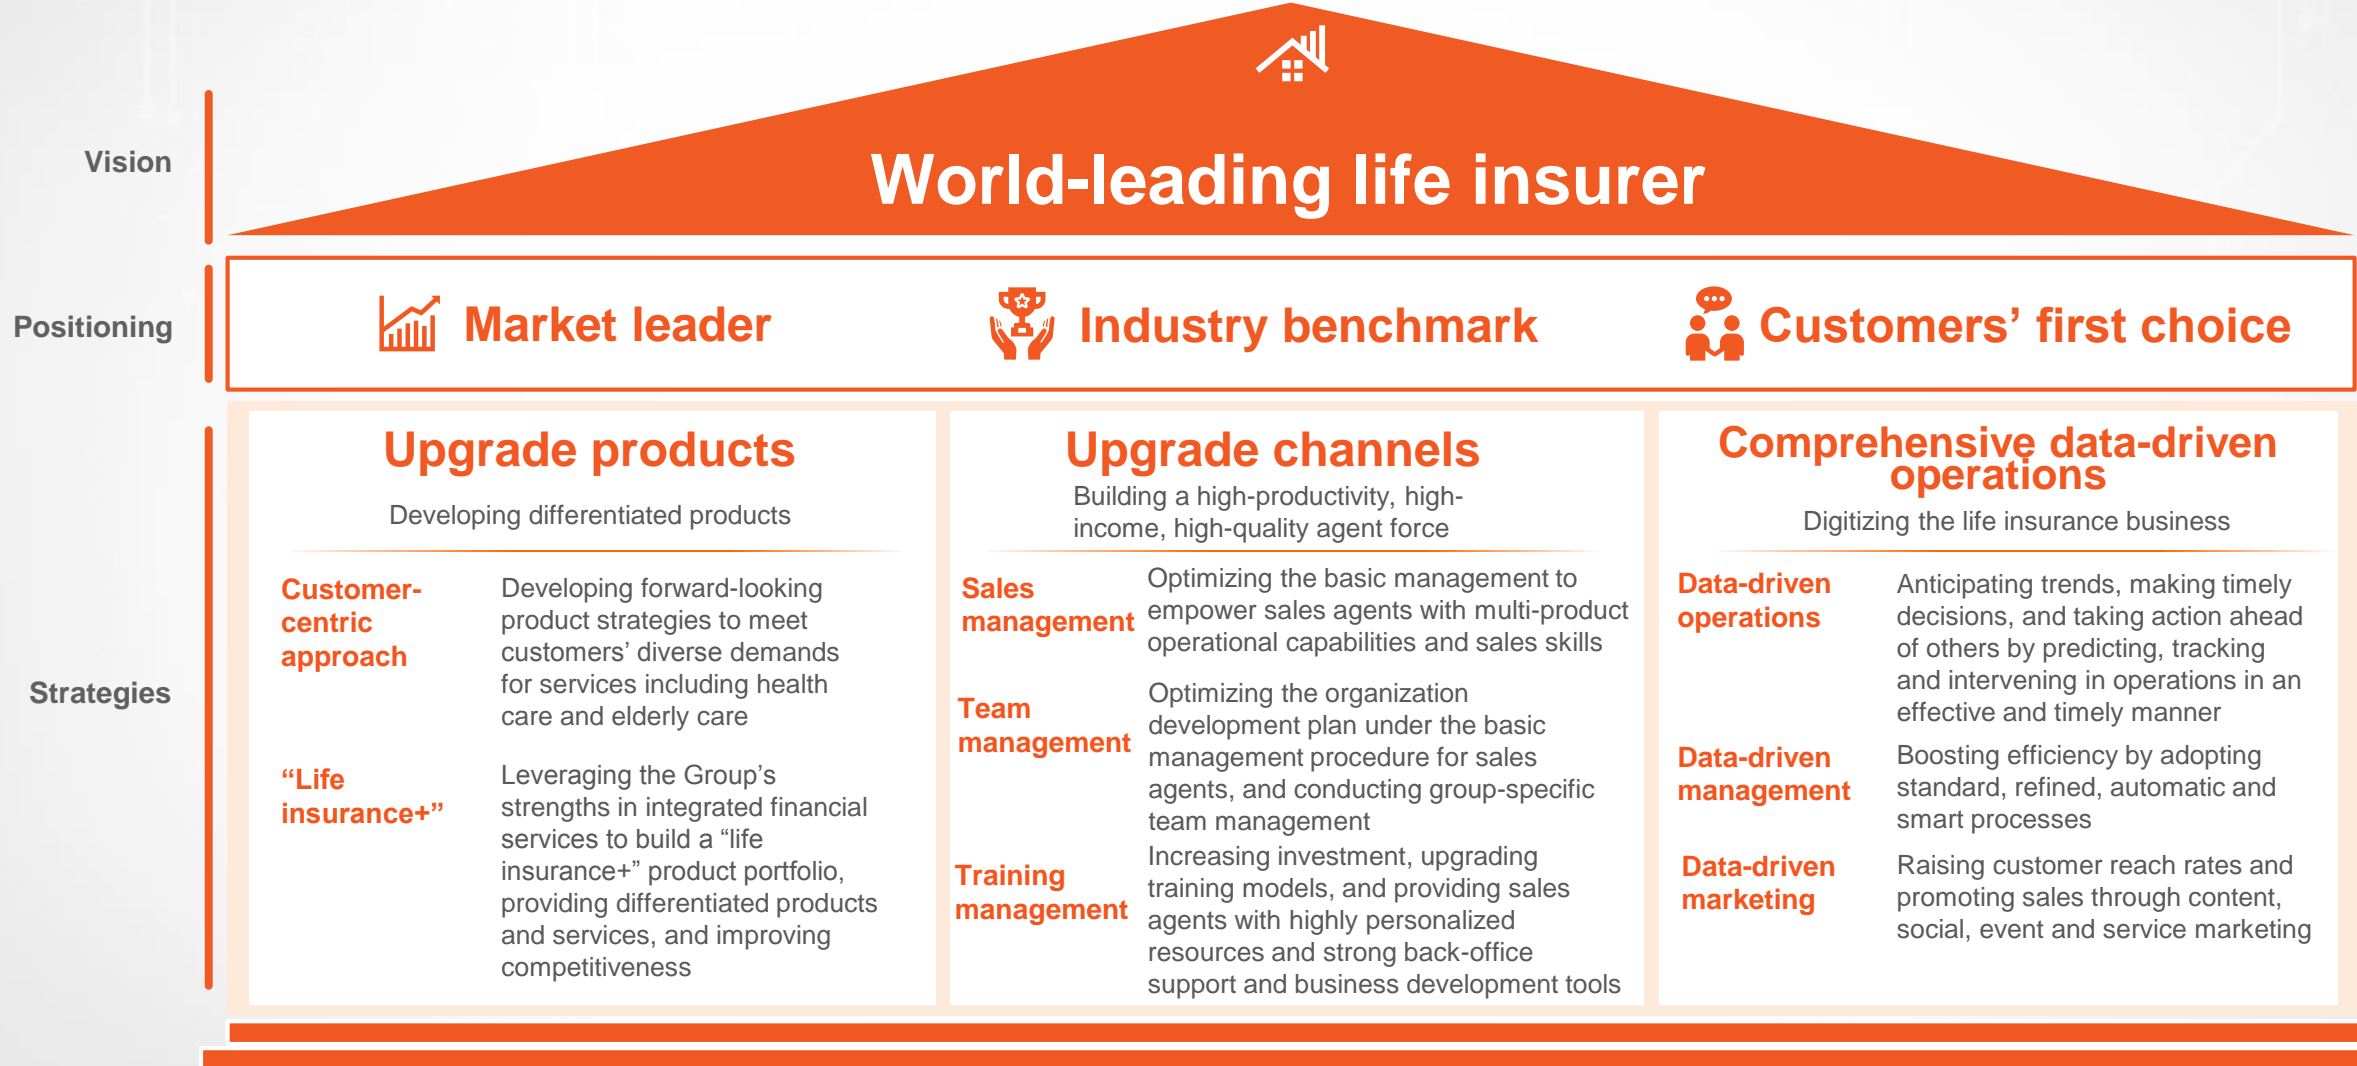 Vision
World-leading life insurer
Positioning
Market leader
Industry benchmark
Customers’ first choice
Strategies
Upgrade products
Developing differentiated products
Customer-
centric
approach
Developing forward-looking
product strategies to meet
customers’ diverse demands
for services including health
care and elderly care
“Life
insurance+”
Leveraging the Group’s
strengths in integrated financial
services to build a “life
insurance+” product portfolio,
providing differentiated products
and services, and improving
competitiveness
Upgrade channels
Building a high-productivity, high-
income, high-quality agent force
Sales
management
Optimizing the basic management to
empower sales agents with multi-product
operational capabilities and sales skills
Team
management
Optimizing the organization
development plan under the basic
management procedure for sales
agents, and conducting group-specific
team management
Training
management
Increasing investment, upgrading
training models, and providing sales
agents with highly personalized
resources and strong back-office
support and business development tools
Comprehensive data-driven
operations
Digitizing the life insurance business
Data-driven
operations
Anticipating trends, making timely
decisions, and taking action ahead
of others by predicting, tracking
and intervening in operations in an
effective and timely manner
Data-driven
management
Boosting efficiency by adopting
standard, refined, automatic and
smart processes
Data-driven
marketing
Raising customer reach rates and
promoting sales through content,
social, event and service marketing